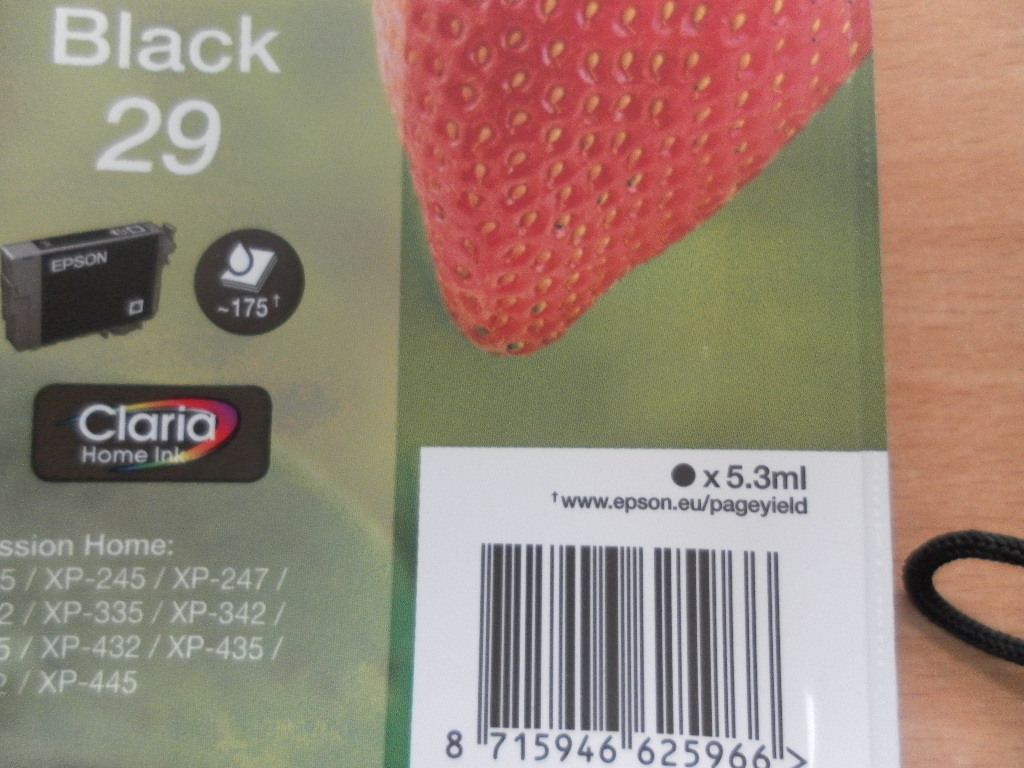 Black
29
EPSON
~175†
Claria
Home Ink
ssion Home:
5 / XP-245 / XP-247 /
2 / XP-335 / XP-342 /
5 / XP-432 / XP-435 /
2 / XP-445
x 5.3ml
†www.epson.eu/pageyield
8 715946 625966 >